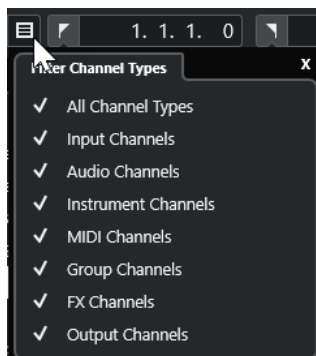 1. 1. 1. 0
Channel Types X
All Channel Types
Input Channels
Audio Channels
Instrument Channels
MIDI Channels
Group Channels
FX Channels
Output Channels